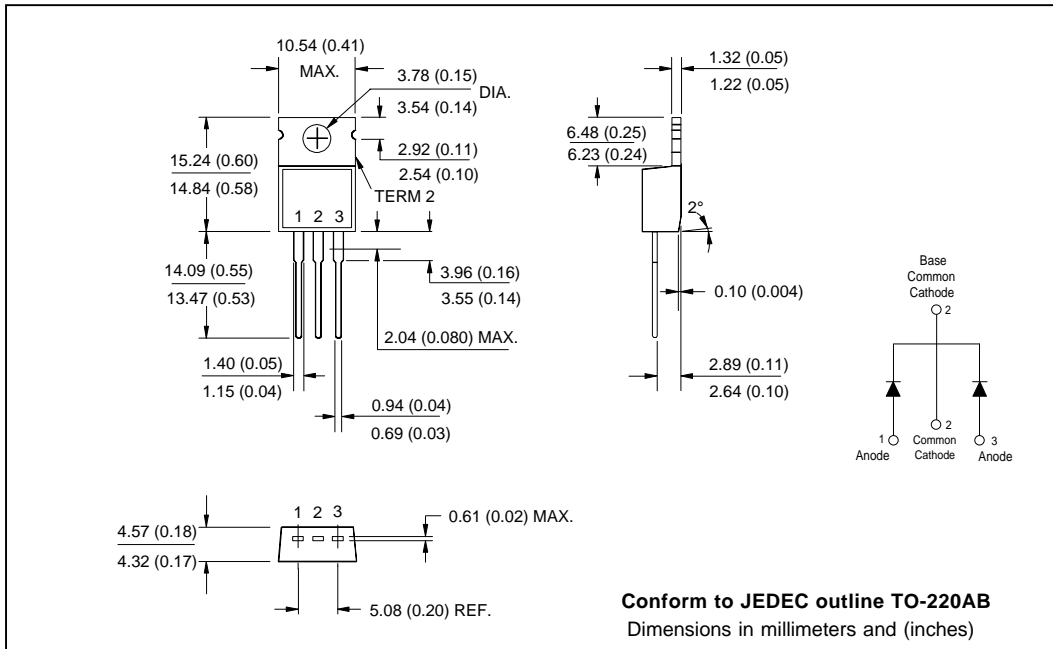 10.54 (0.41)
MAX.
3.78 (0.15)
3.54 (0.14)
DIA.
2.92 (0.11)
2.54 (0.10)
TERM 2
15.24 (0.60)
14.84 (0.58)
1 2 3
14.09 (0.55)
13.47 (0.53)
3.96 (0.16)
3.55 (0.14)
2.04 (0.080) MAX.
1.40 (0.05)
1.15 (0.04)
0.94 (0.04)
0.69 (0.03)
1.32 (0.05)
1.22 (0.05)
6.48 (0.25)
6.23 (0.24)
2°
0.10 (0.004)
2.89 (0.11)
2.64 (0.10)
Base
Common
Cathode
2
2
1
Anode
Common
Cathode
3
Anode
1 2 3
4.57 (0.18)
4.32 (0.17)
0.61 (0.02) MAX.
5.08 (0.20) REF.
Conform to JEDEC outline TO-220AB
Dimensions in millimeters and (inches)